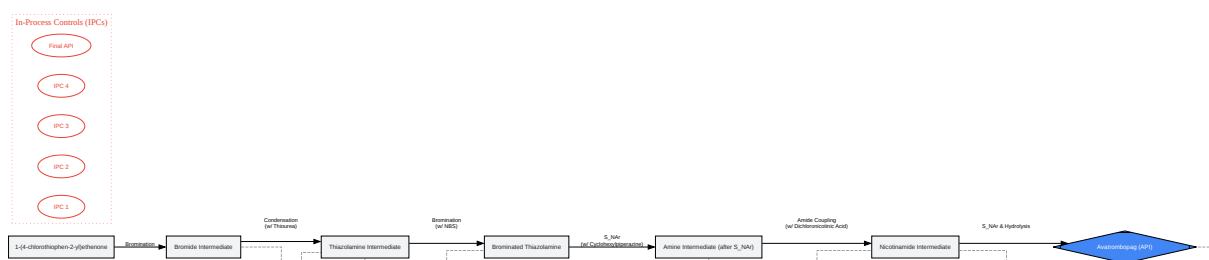 In-Process Controls (IPCs)
Final API
IPC 4
IPC 3
IPC 2
IPC 1
1-(4-chlorothiophen-2-yl)ethenone
Bromination
Bromide Intermediate
Condensation
(w/ Thiourea)
Thiazolamine Intermediate
Bromination
(w/ NBS)
Brominated Thiazolamine
S_NAr
(w/ Cyclohexylpiperazine)
Amine Intermediate (after S_NAr)
Amide Coupling
(w/ Dichloronicotinic Acid)
Nicotinamide Intermediate
S_NAr & Hydrolysis
Avatrombopag (API)